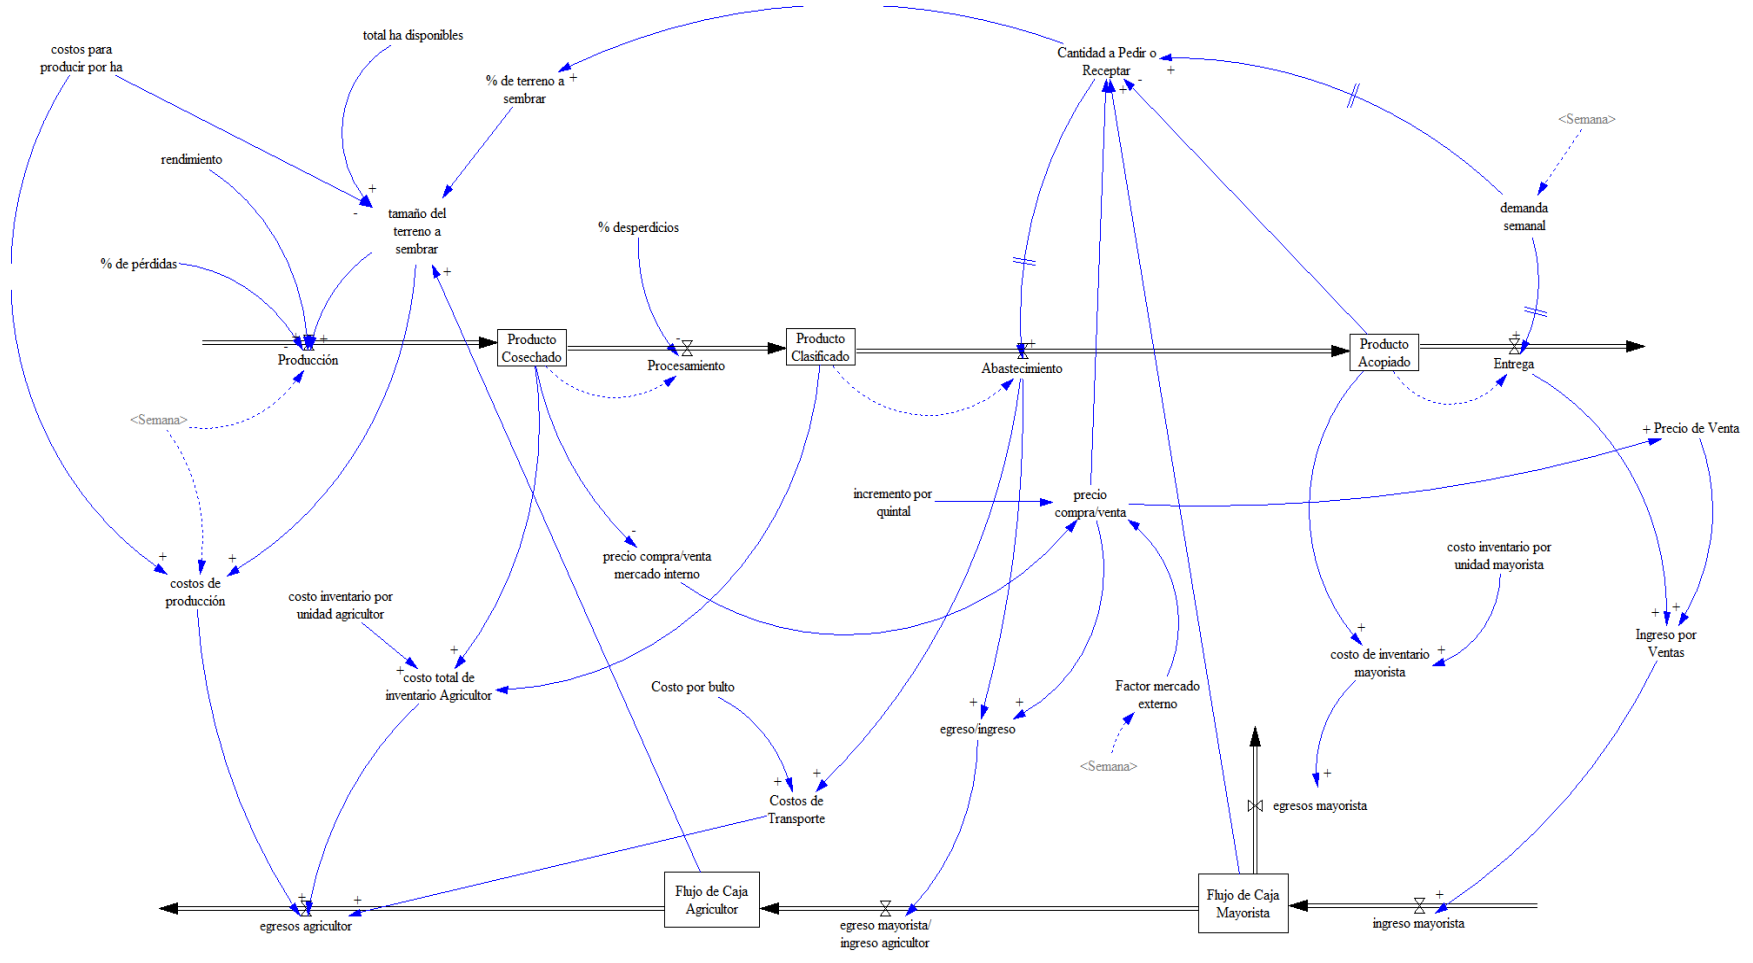 total ha disponibles
costos para
producir por ha
Cantidad a Pedir o
Receptar
% de terreno a
sembrar
<Semana>
rendimiento
tamaño del
terreno a
sembrar
demanda
semanal
% desperdicios
% de pérdidas
Producto
Cosechado
Producto
Clasificado
Producto
Acopiado
Producción
Procesamiento
Abastecimiento
Entrega
<Semana>
Precio de Venta
incremento por
quintal
precio
compra/venta
precio compra/venta
mercado interno
costo inventario por
unidad mayorista
costos de
producción
costo inventario por
unidad agricultor
Ingreso por
Ventas
costo de inventario
mayorista
costo total de
inventario Agricultor
Costo por bulto
Factor mercado
externo
egreso/ingreso
<Semana>
Costos de
Transporte
egresos mayorista
Flujo de Caja
Agricultor
Flujo de Caja
Mayorista
egresos agricultor
egreso mayorista/
ingreso agricultor
ingreso mayorista